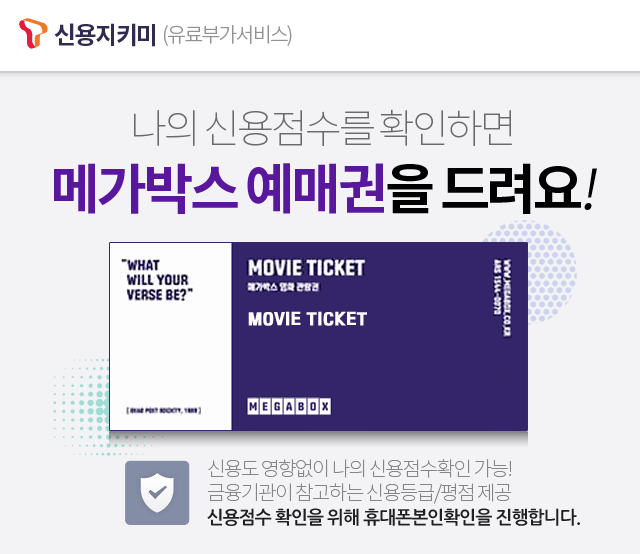 신용지키미 (유료부가서비스)
나의 신용점수를 확인하면
메가박스 예매권을 드려요!
"WHAT
WILL YOUR
VERSE BE?"
[ DEAD POET SOCIETY, 1989 ]
MOVIE TICKET
메가박스 영화 관람권
MOVIE TICKET
MEGABOX
WWW.MEGABOX.CO.KR
ARS 1544-0070
신용도 영향없이 나의 신용점수확인 가능!
금융기관이 참고하는 신용등급/평점 제공
신용점수 확인을 위해 휴대폰본인확인을 진행합니다.